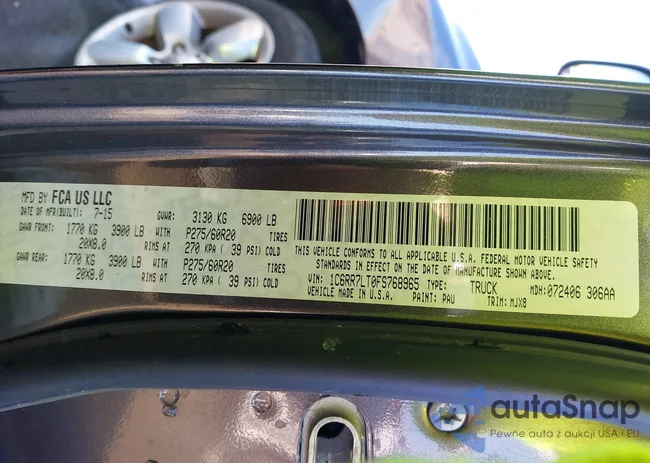 MFD BY FCA US LLC
DATE OF MFR(BUILT): 7-15 GVWR: 3130 KG 6900 LB
GAWR FRONT: 1770 KG 3900 LB WITH P275/60R20 TIRES
20X8.0 RIMS AT 270 KPA ( 39 PSI) COLD
GAWR REAR: 1770 KG 3900 LB WITH P275/60R20 TIRES
20X8.0 RIMS AT 270 KPA ( 39 PSI) COLD
THIS VEHICLE CONFORMS TO ALL APPLICABLE U.S.A. FEDERAL MOTOR VEHICLE SAFETY
STANDARDS IN EFFECT ON THE DATE OF MANUFACTURE SHOWN ABOVE.
VIN: 1C6RR7LT0FS768965 TYPE: TRUCK MDH: 072406 306AA
VEHICLE MADE IN U.S.A. PAINT: PAU TRIM: MJX8
autaSnap
Pewne auta z aukcji USA i EU